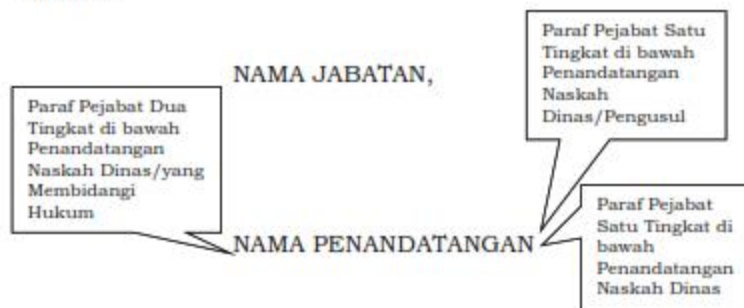 Paraf Pejabat Satu
Tingkat di bawah
Penandatangan
Naskah
Dinas/Pengusul
NAMA JABATAN,
Paraf Pejabat Dua
Tingkat di bawah
Penandatangan
Naskah Dinas/yang
Membidangi
Hukum
NAMA PENANDATANGAN
Paraf Pejabat
Satu Tingkat di
bawah
Penandatangan
Naskah Dinas